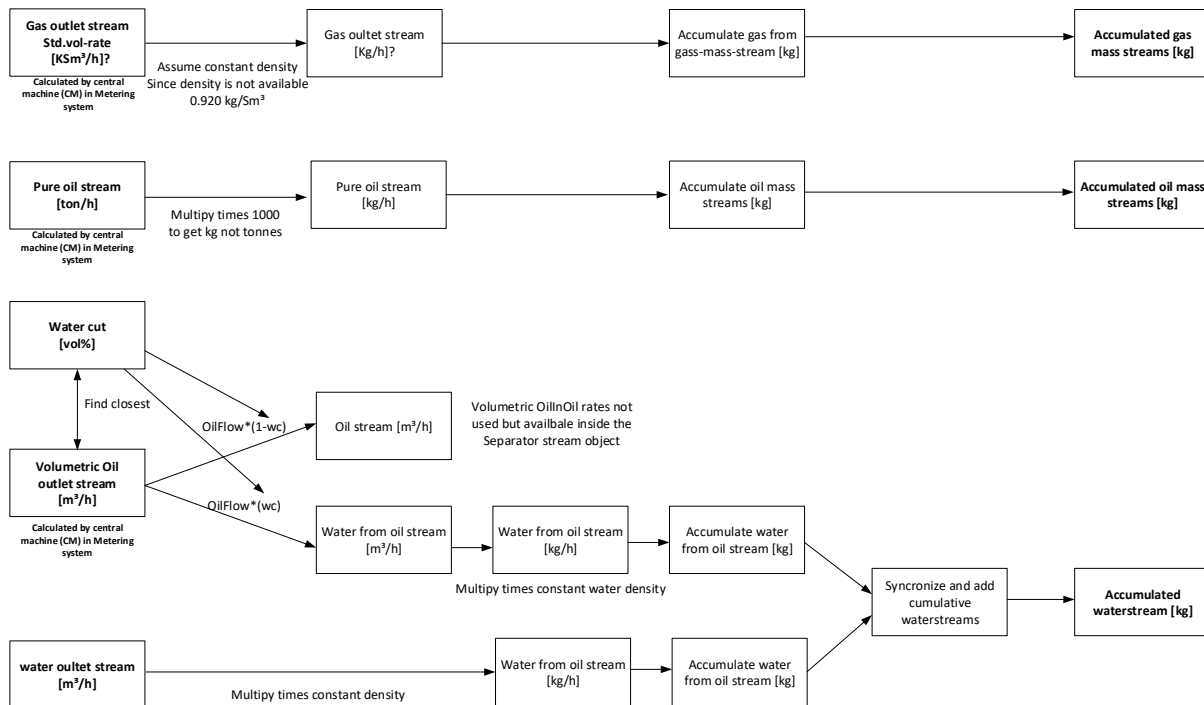 Gas outlet stream
Std.vol-rate
[KSm³/h]?
Calculated by central
machine (CM) in Metering
system
Assume constant density
Since density is not available
0.920 kg/Sm³
Gas oultet stream
[Kg/h]?
Accumulate gas from
gass-mass-stream [kg]
Accumulated gas
mass streams [kg]
Pure oil stream
[ton/h]
Calculated by central
machine (CM) in Metering
system
Multipy times 1000
to get kg not tonnes
Pure oil stream
[kg/h]
Accumulate oil mass
streams [kg]
Accumulated oil mass
streams [kg]
Water cut
[vol%]
Find closest
Volumetric Oil
outlet stream
[m³/h]
Calculated by central
machine (CM) in Metering
system
OilFlow*(1-wc)
OilFlow*(wc)
Oil stream [m³/h]
Volumetric OilInOil rates not
used but availbale inside the
Separator stream object
Water from oil stream
[m³/h]
Water from oil stream
[kg/h]
Multipy times constant water density
Accumulate water
from oil stream [kg]
Syncronize and add
cumulative
waterstreams
Accumulated
waterstream [kg]
water oultet stream
[m³/h]
Multipy times constant density
Water from oil stream
[kg/h]
Accumulate water
from oil stream [kg]